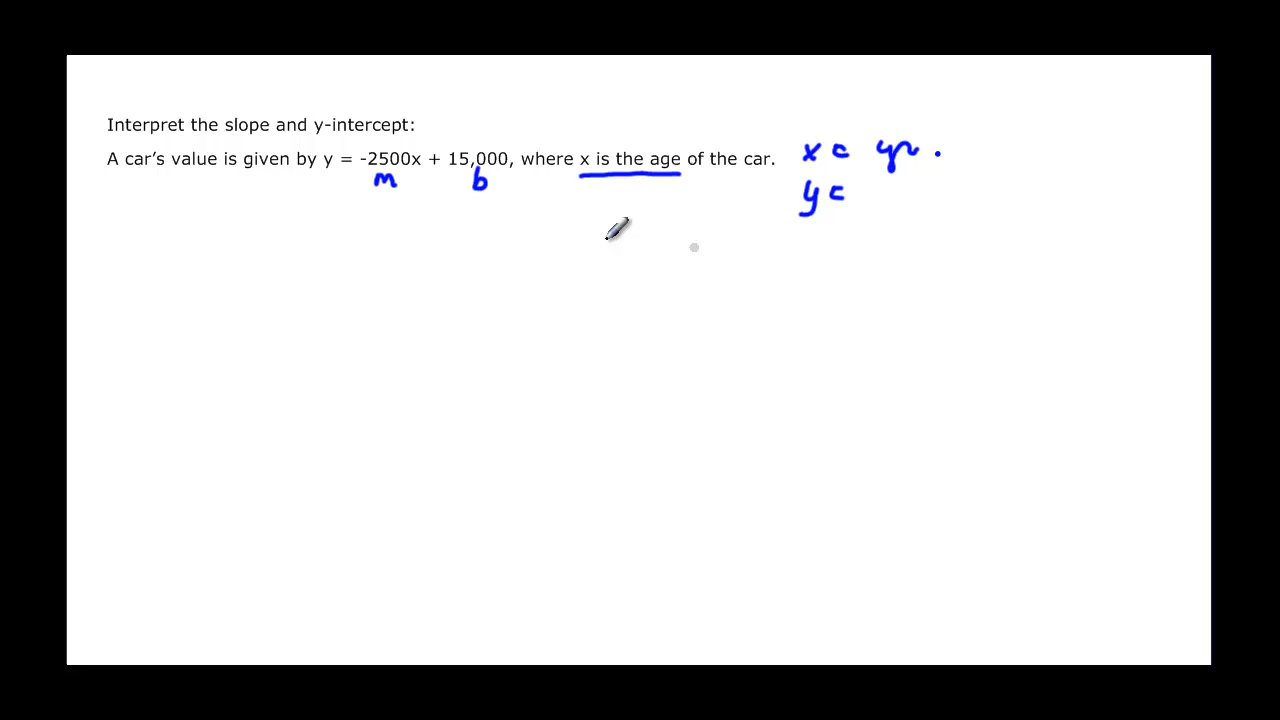 Interpret the slope and y-intercept:
A car’s value is given by y = -2500x + 15,000, where x is the age of the car.
x = yr.
m b
y =